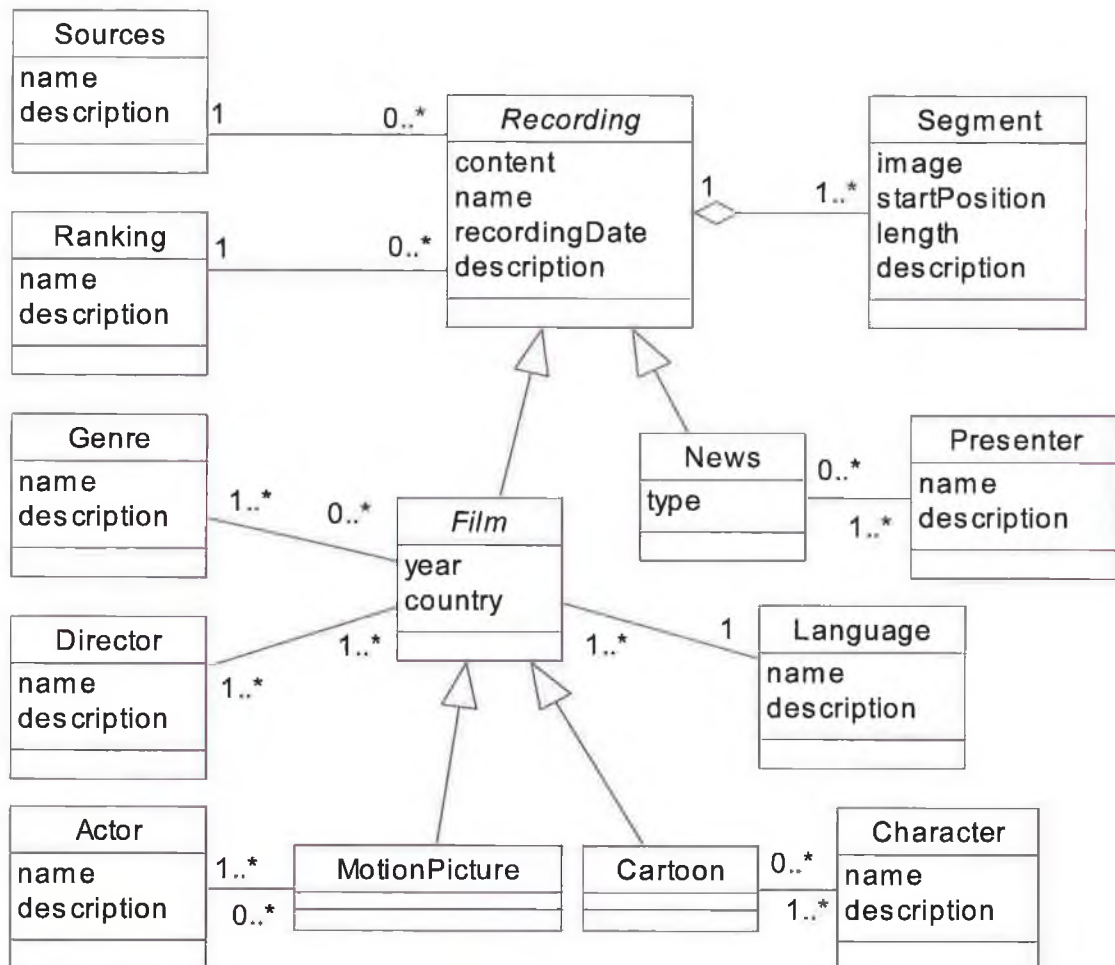 Sources
name
description
1
0..*
Recording
content
name
recordingDate
description
1
1..*
Segment
image
startPosition
length
description
Ranking
name
description
1
0..*
Genre
name
description
1..*
0..*
Film
year
country
News
type
0..*
1..*
Presenter
name
description
Director
name
description
1..*
1..*
1..*
1
Language
name
description
Actor
name
description
1..*
0..*
MotionPicture
Cartoon
0..*
1..*
Character
name
description